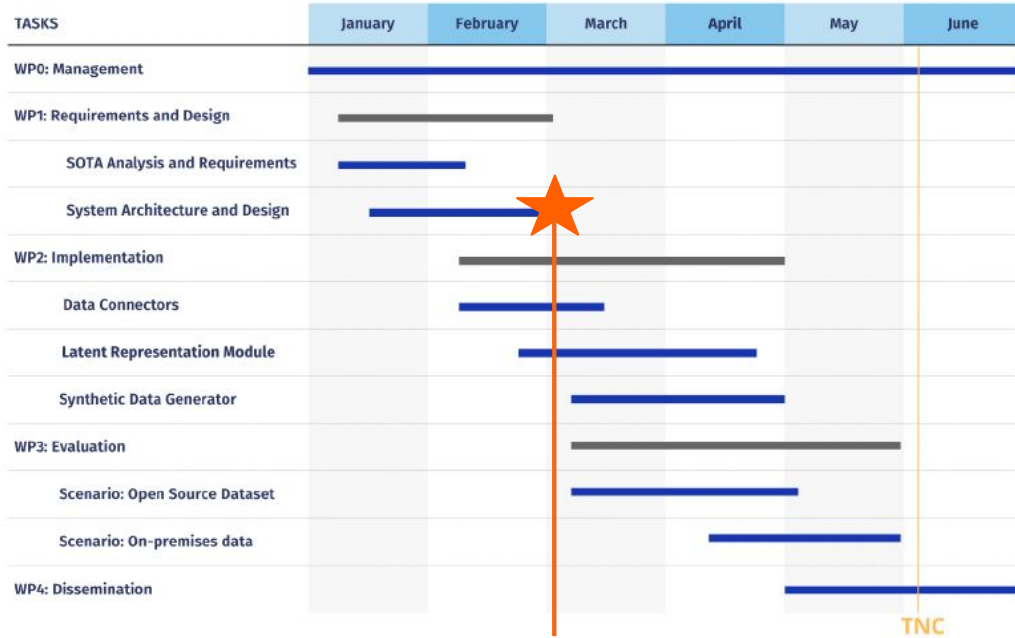 TASKS January February March April May June
WP0: Management
WP1: Requirements and Design
SOTA Analysis and Requirements
System Architecture and Design
WP2: Implementation
Data Connectors
Latent Representation Module
Synthetic Data Generator
WP3: Evaluation
Scenario: Open Source Dataset
Scenario: On-premises data
WP4: Dissemination
TNC